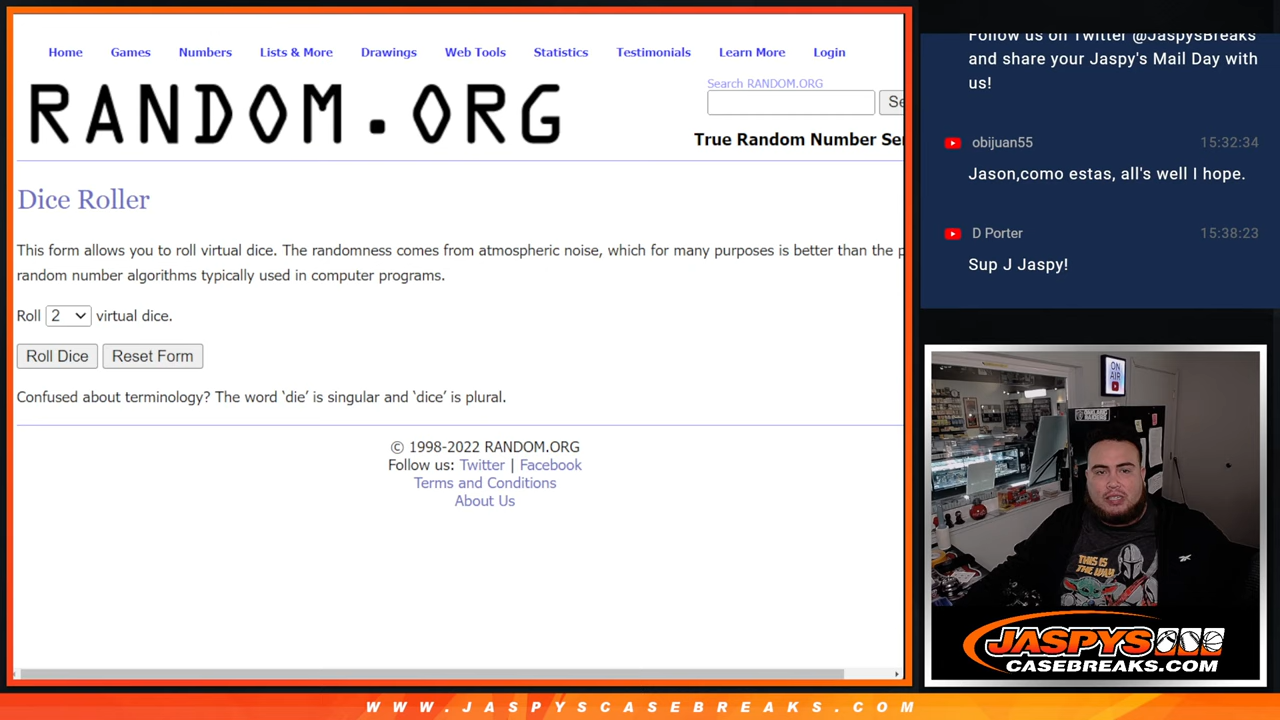 Home Games Numbers Lists & More Drawings Web Tools Statistics Testimonials Learn More Login
RANDOM.ORG
Search RANDOM.ORG
Se
True Random Number Ser
Dice Roller
This form allows you to roll virtual dice. The randomness comes from atmospheric noise, which for many purposes is better than the p
random number algorithms typically used in computer programs.
Roll 2 virtual dice.
Roll Dice Reset Form
Confused about terminology? The word ‘die’ is singular and ‘dice’ is plural.
© 1998-2022 RANDOM.ORG
Follow us: Twitter | Facebook
Terms and Conditions
About Us
Follow us on Twitter @JaspysBreaks
and share your Jaspy's Mail Day with
us!
obijuan55 15:32:34
Jason,como estas, all's well I hope.
D Porter 15:38:23
Sup J Jaspy!
ON
AIR
THIS IS
THE WAY
JASPYS
CASEBREAKS.COM
WWW.JASPYSCASEBREAKS.COM